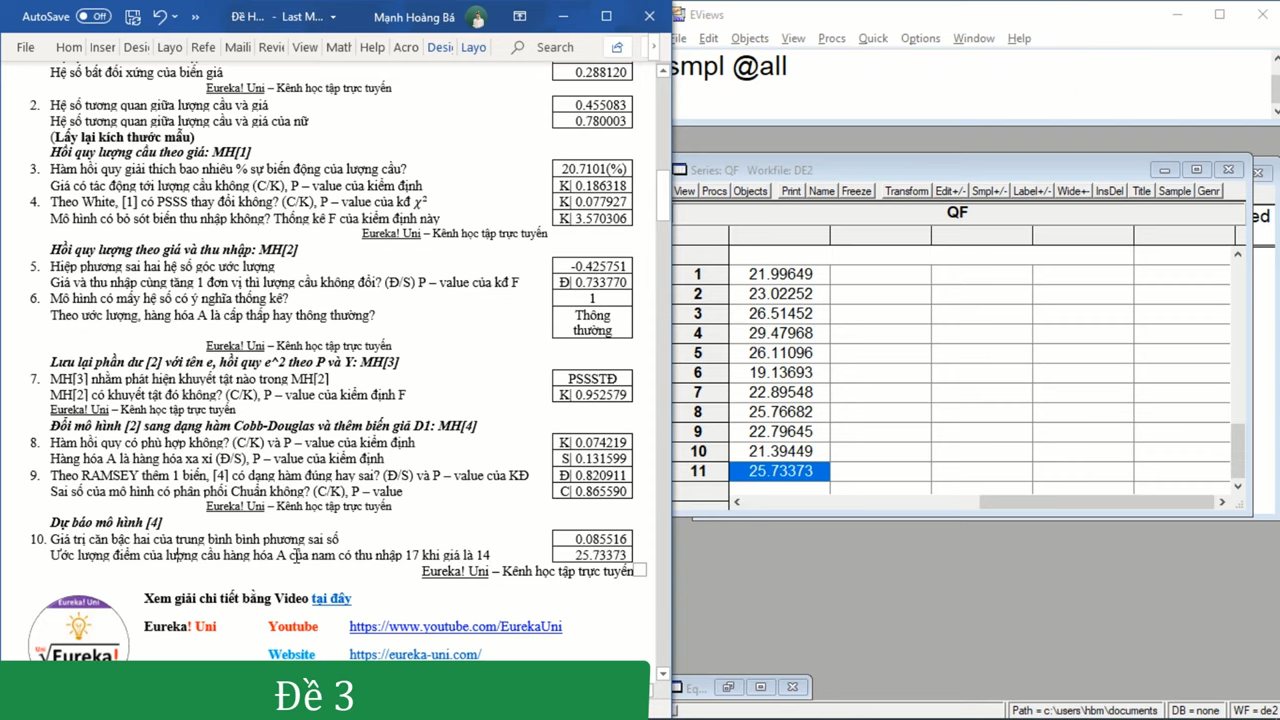 AutoSave Off Đề H... - Last M... Mạnh Hoàng Bá
File Hom Inser Desi Layo Refe Maili Revi View Math Help Acro Desi Layo Search
Hệ số bất đối xứng của biến giá 0.288120
Eureka! Uni – Kênh học tập trực tuyến
2. Hệ số tương quan giữa lượng cầu và giá 0.455083
Hệ số tương quan giữa lượng cầu và giá của nữ 0.780003
(Lấy lại kích thước mẫu)
Hồi quy lượng cầu theo giá: MH[1]
3. Hàm hồi quy giải thích bao nhiêu % sự biến động của lượng cầu? 20.7101(%)
Giá có tác động tới lượng cầu không (C/K), P – value của kiểm định K| 0.186318
4. Theo White, [1] có PSSS thay đổi không? (C/K), P – value của kđ χ² K| 0.077927
Mô hình có bỏ sót biến thu nhập không? Thống kê F của kiểm định này K| 3.570306
Eureka! Uni – Kênh học tập trực tuyến
Hồi quy lượng theo giá và thu nhập: MH[2]
5. Hiệp phương sai hai hệ số góc ước lượng -0.425751
Giá và thu nhập cùng tăng 1 đơn vị thì lượng cầu không đổi? (Đ/S) P – value của kđ F Đ| 0.733770
6. Mô hình có mấy hệ số có ý nghĩa thống kê? 1
Theo ước lượng, hàng hóa A là cấp thấp hay thông thường? Thông thường
Eureka! Uni – Kênh học tập trực tuyến
Lưu lại phần dư [2] với tên e, hồi quy e^2 theo P và Y: MH[3]
7. MH[3] nhằm phát hiện khuyết tật nào trong MH[2] PSSSTĐ
MH[2] có khuyết tật đó không? (C/K), P – value của kiểm định F K| 0.952579
Eureka! Uni – Kênh học tập trực tuyến
Đổi mô hình [2] sang dạng hàm Cobb-Douglas và thêm biến giả D1: MH[4]
8. Hàm hồi quy có phù hợp không? (C/K) và P – value của kiểm định K| 0.074219
Hàng hóa A là hàng hóa xa xỉ (Đ/S), P – value của kiểm định S| 0.131599
9. Theo RAMSEY thêm 1 biến, [4] có dạng hàm đúng hay sai? (Đ/S) và P – value của KĐ Đ| 0.820911
Sai số của mô hình có phân phối Chuẩn không? (C/K), P – value C| 0.865590
Eureka! Uni – Kênh học tập trực tuyến
Dự báo mô hình [4]
10. Giá trị căn bậc hai của trung bình bình phương sai số 0.085516
Ước lượng điểm của lượng cầu hàng hóa A của nam có thu nhập 17 khi giá là 14 25.73373
Eureka! Uni – Kênh học tập trực tuyến
Xem giải chi tiết bằng Video tại đây
Eureka! Uni Youtube https://www.youtube.com/EurekaUni
Website https://eureka-uni.com/
Eureka! Uni
Eureka!
Đề 3
EViews
File Edit Objects View Procs Quick Options Window Help
smpl @all
Series: QF Workfile: DE2
View Procs Objects Print Name Freeze Transform Edit+/- Smpl+/- Label+/- Wide+- InsDel Title Sample Genr
QF
ed
1 21.99649
2 23.02252
3 26.51452
4 29.47968
5 26.11096
6 19.13693
7 22.89548
8 25.76682
9 22.79645
10 21.39449
11 25.73373
Eq...
Path = c:\users\hbm\documents DB = none WF = de2